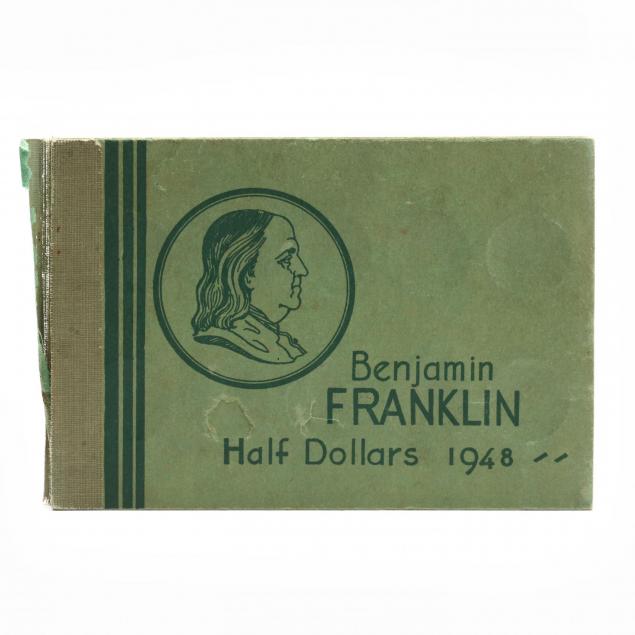 Benjamin
FRANKLIN
Half Dollars 1948 --